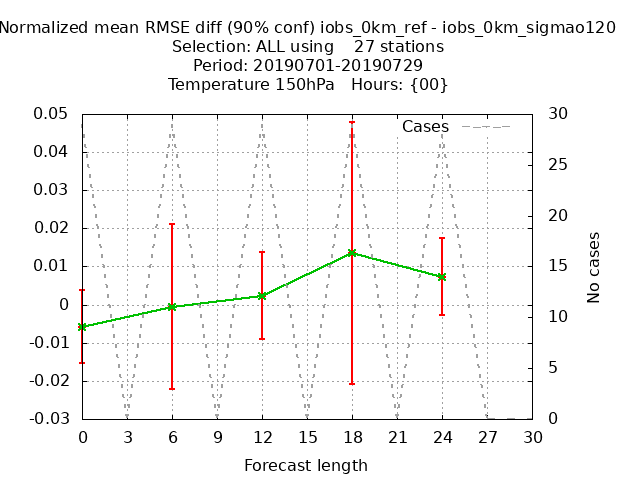 Normalized mean RMSE diff (90% conf) iobs_0km_ref - iobs_0km_sigmao120
Selection: ALL using    27 stations
Period: 20190701-20190729
Temperature 150hPa   Hours: {00}
0.05
0.04
0.03
0.02
0.01
0
-0.01
-0.02
-0.03
Cases
30
25
20
15
10
5
0
No cases
0 3 6 9 12 15 18 21 24 27 30
Forecast length